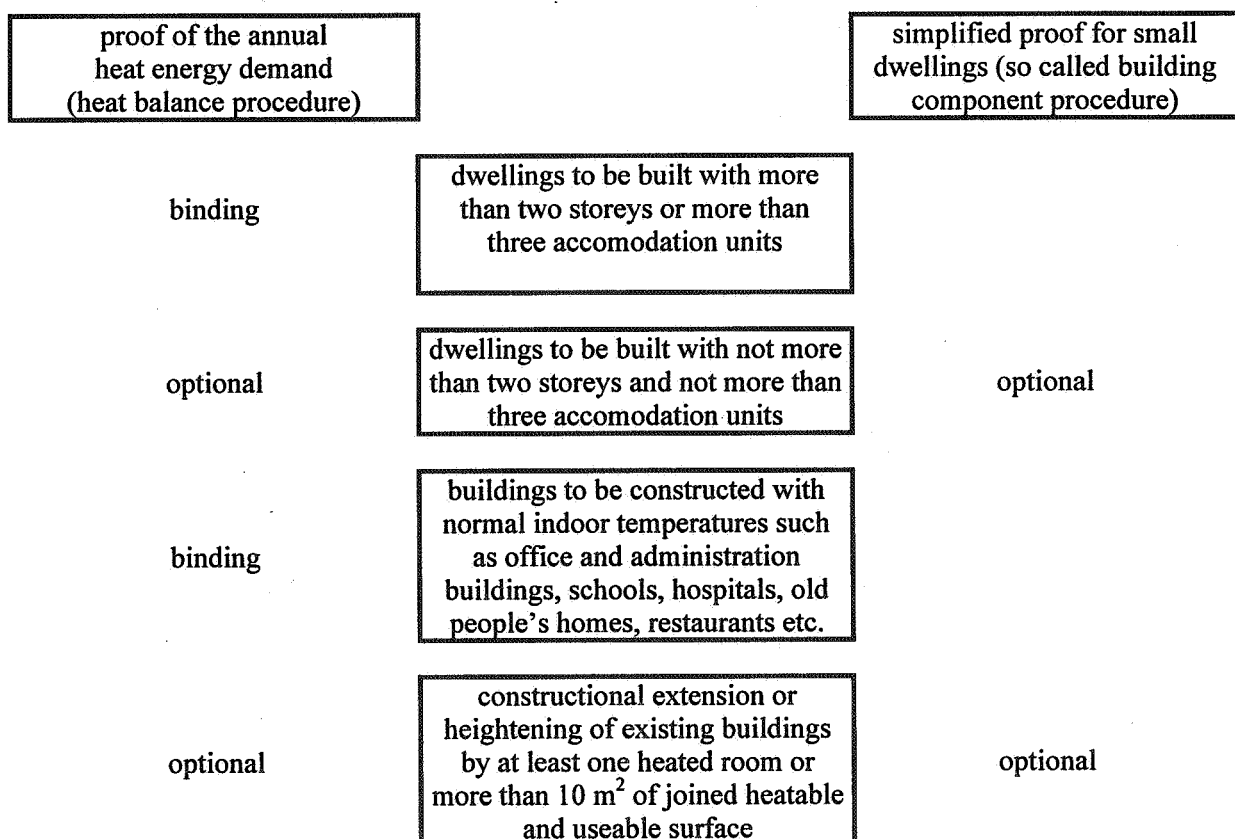 proof of the annual
heat energy demand
(heat balance procedure)
simplified proof for small
dwellings (so called building
component procedure)
binding
dwellings to be built with more
than two storeys or more than
three accomodation units
optional
dwellings to be built with not more
than two storeys and not more than
three accomodation units
optional
binding
buildings to be constructed with
normal indoor temperatures such
as office and administration
buildings, schools, hospitals, old
people's homes, restaurants etc.
optional
constructional extension or
heightening of existing buildings
by at least one heated room or
more than 10 m² of joined heatable
and useable surface
optional